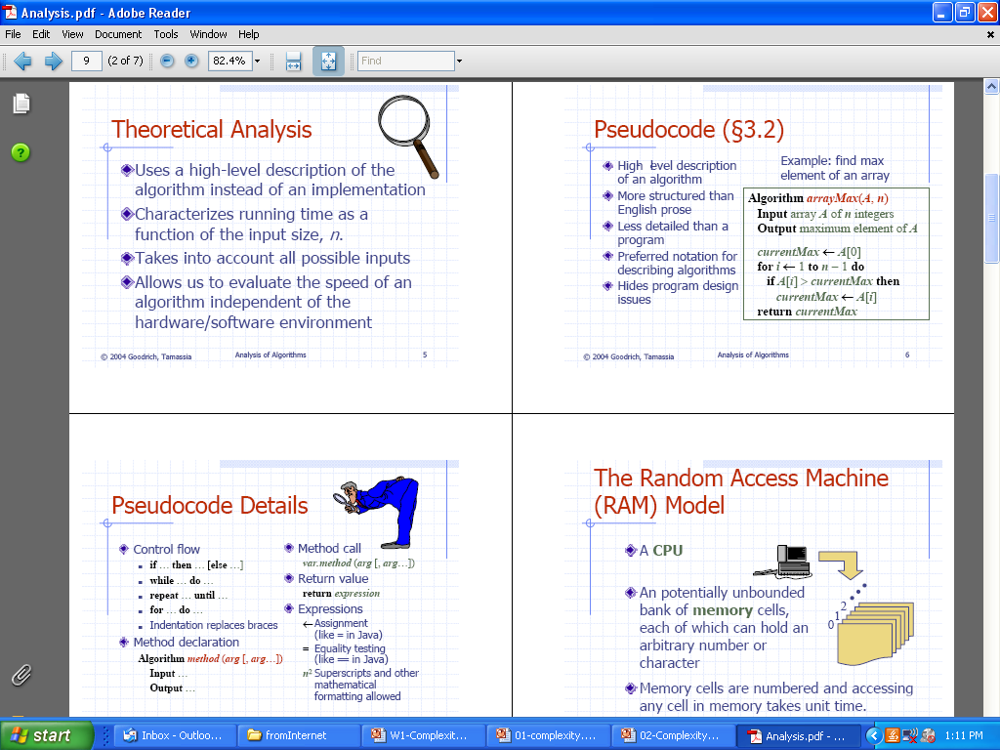 Analysis.pdf - Adobe Reader
File Edit View Document Tools Window Help
9 (2 of 7) 82.4% Find
Theoretical Analysis
Uses a high-level description of the
algorithm instead of an implementation
Characterizes running time as a
function of the input size, n.
Takes into account all possible inputs
Allows us to evaluate the speed of an
algorithm independent of the
hardware/software environment
© 2004 Goodrich, Tamassia Analysis of Algorithms 5
Pseudocode (§3.2)
High level description
of an algorithm
More structured than
English prose
Less detailed than a
program
Preferred notation for
describing algorithms
Hides program design
issues
Example: find max
element of an array
Algorithm arrayMax(A, n)
Input array A of n integers
Output maximum element of A
currentMax ← A[0]
for i ← 1 to n − 1 do
if A[i] > currentMax then
currentMax ← A[i]
return currentMax
© 2004 Goodrich, Tamassia Analysis of Algorithms 6
Pseudocode Details
Control flow
if … then … [else …]
while … do …
repeat … until …
for … do …
Indentation replaces braces
Method declaration
Algorithm method (arg [, arg…])
Input …
Output …
Method call
var.method (arg [, arg…])
Return value
return expression
Expressions
← Assignment
(like = in Java)
= Equality testing
(like == in Java)
n² Superscripts and other
mathematical
formatting allowed
The Random Access Machine
(RAM) Model
A CPU
An potentially unbounded
bank of memory cells,
each of which can hold an
arbitrary number or
character
2
1
0
Memory cells are numbered and accessing
any cell in memory takes unit time.
start Inbox - Outloo... fromInternet W1-Complexit... 01-complexity.... 02-Complexity... Analysis.pdf - ... 1:11 PM